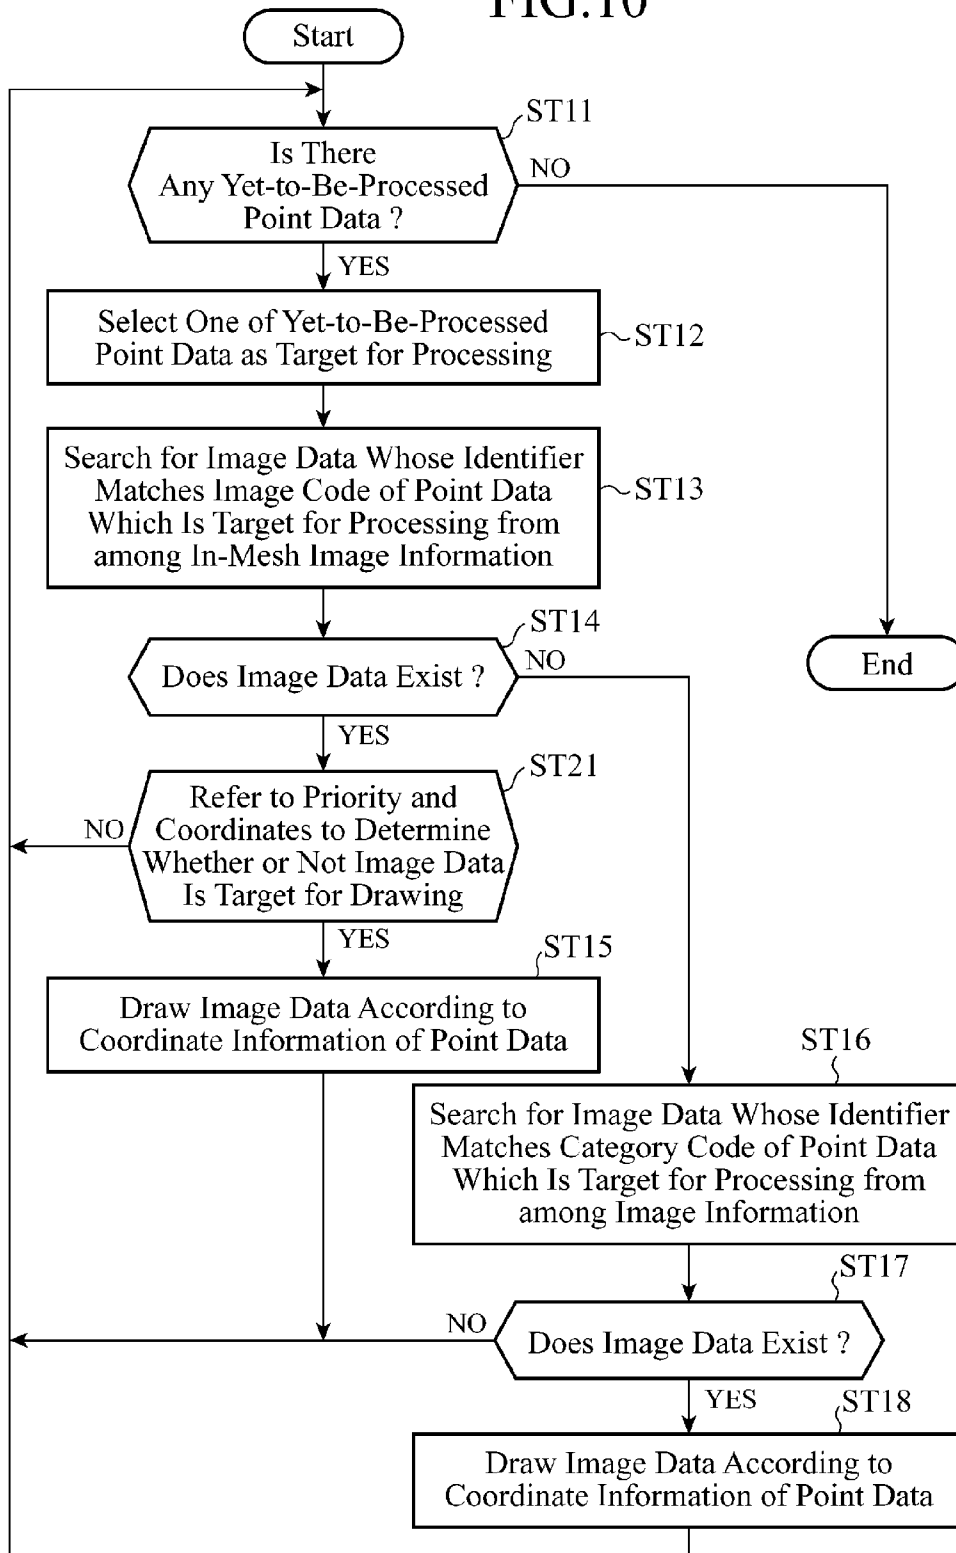 FIG.10
Start
ST11
Is There
Any Yet-to-Be-Processed
Point Data ?
NO
YES
Select One of Yet-to-Be-Processed
Point Data as Target for Processing
ST12
Search for Image Data Whose Identifier
Matches Image Code of Point Data
Which Is Target for Processing from
among In-Mesh Image Information
ST13
ST14
Does Image Data Exist ?
NO
End
YES
ST21
Refer to Priority and
Coordinates to Determine
Whether or Not Image Data
Is Target for Drawing
NO
YES
ST15
Draw Image Data According to
Coordinate Information of Point Data
ST16
Search for Image Data Whose Identifier
Matches Category Code of Point Data
Which Is Target for Processing from
among Image Information
ST17
NO
Does Image Data Exist ?
YES
ST18
Draw Image Data According to
Coordinate Information of Point Data